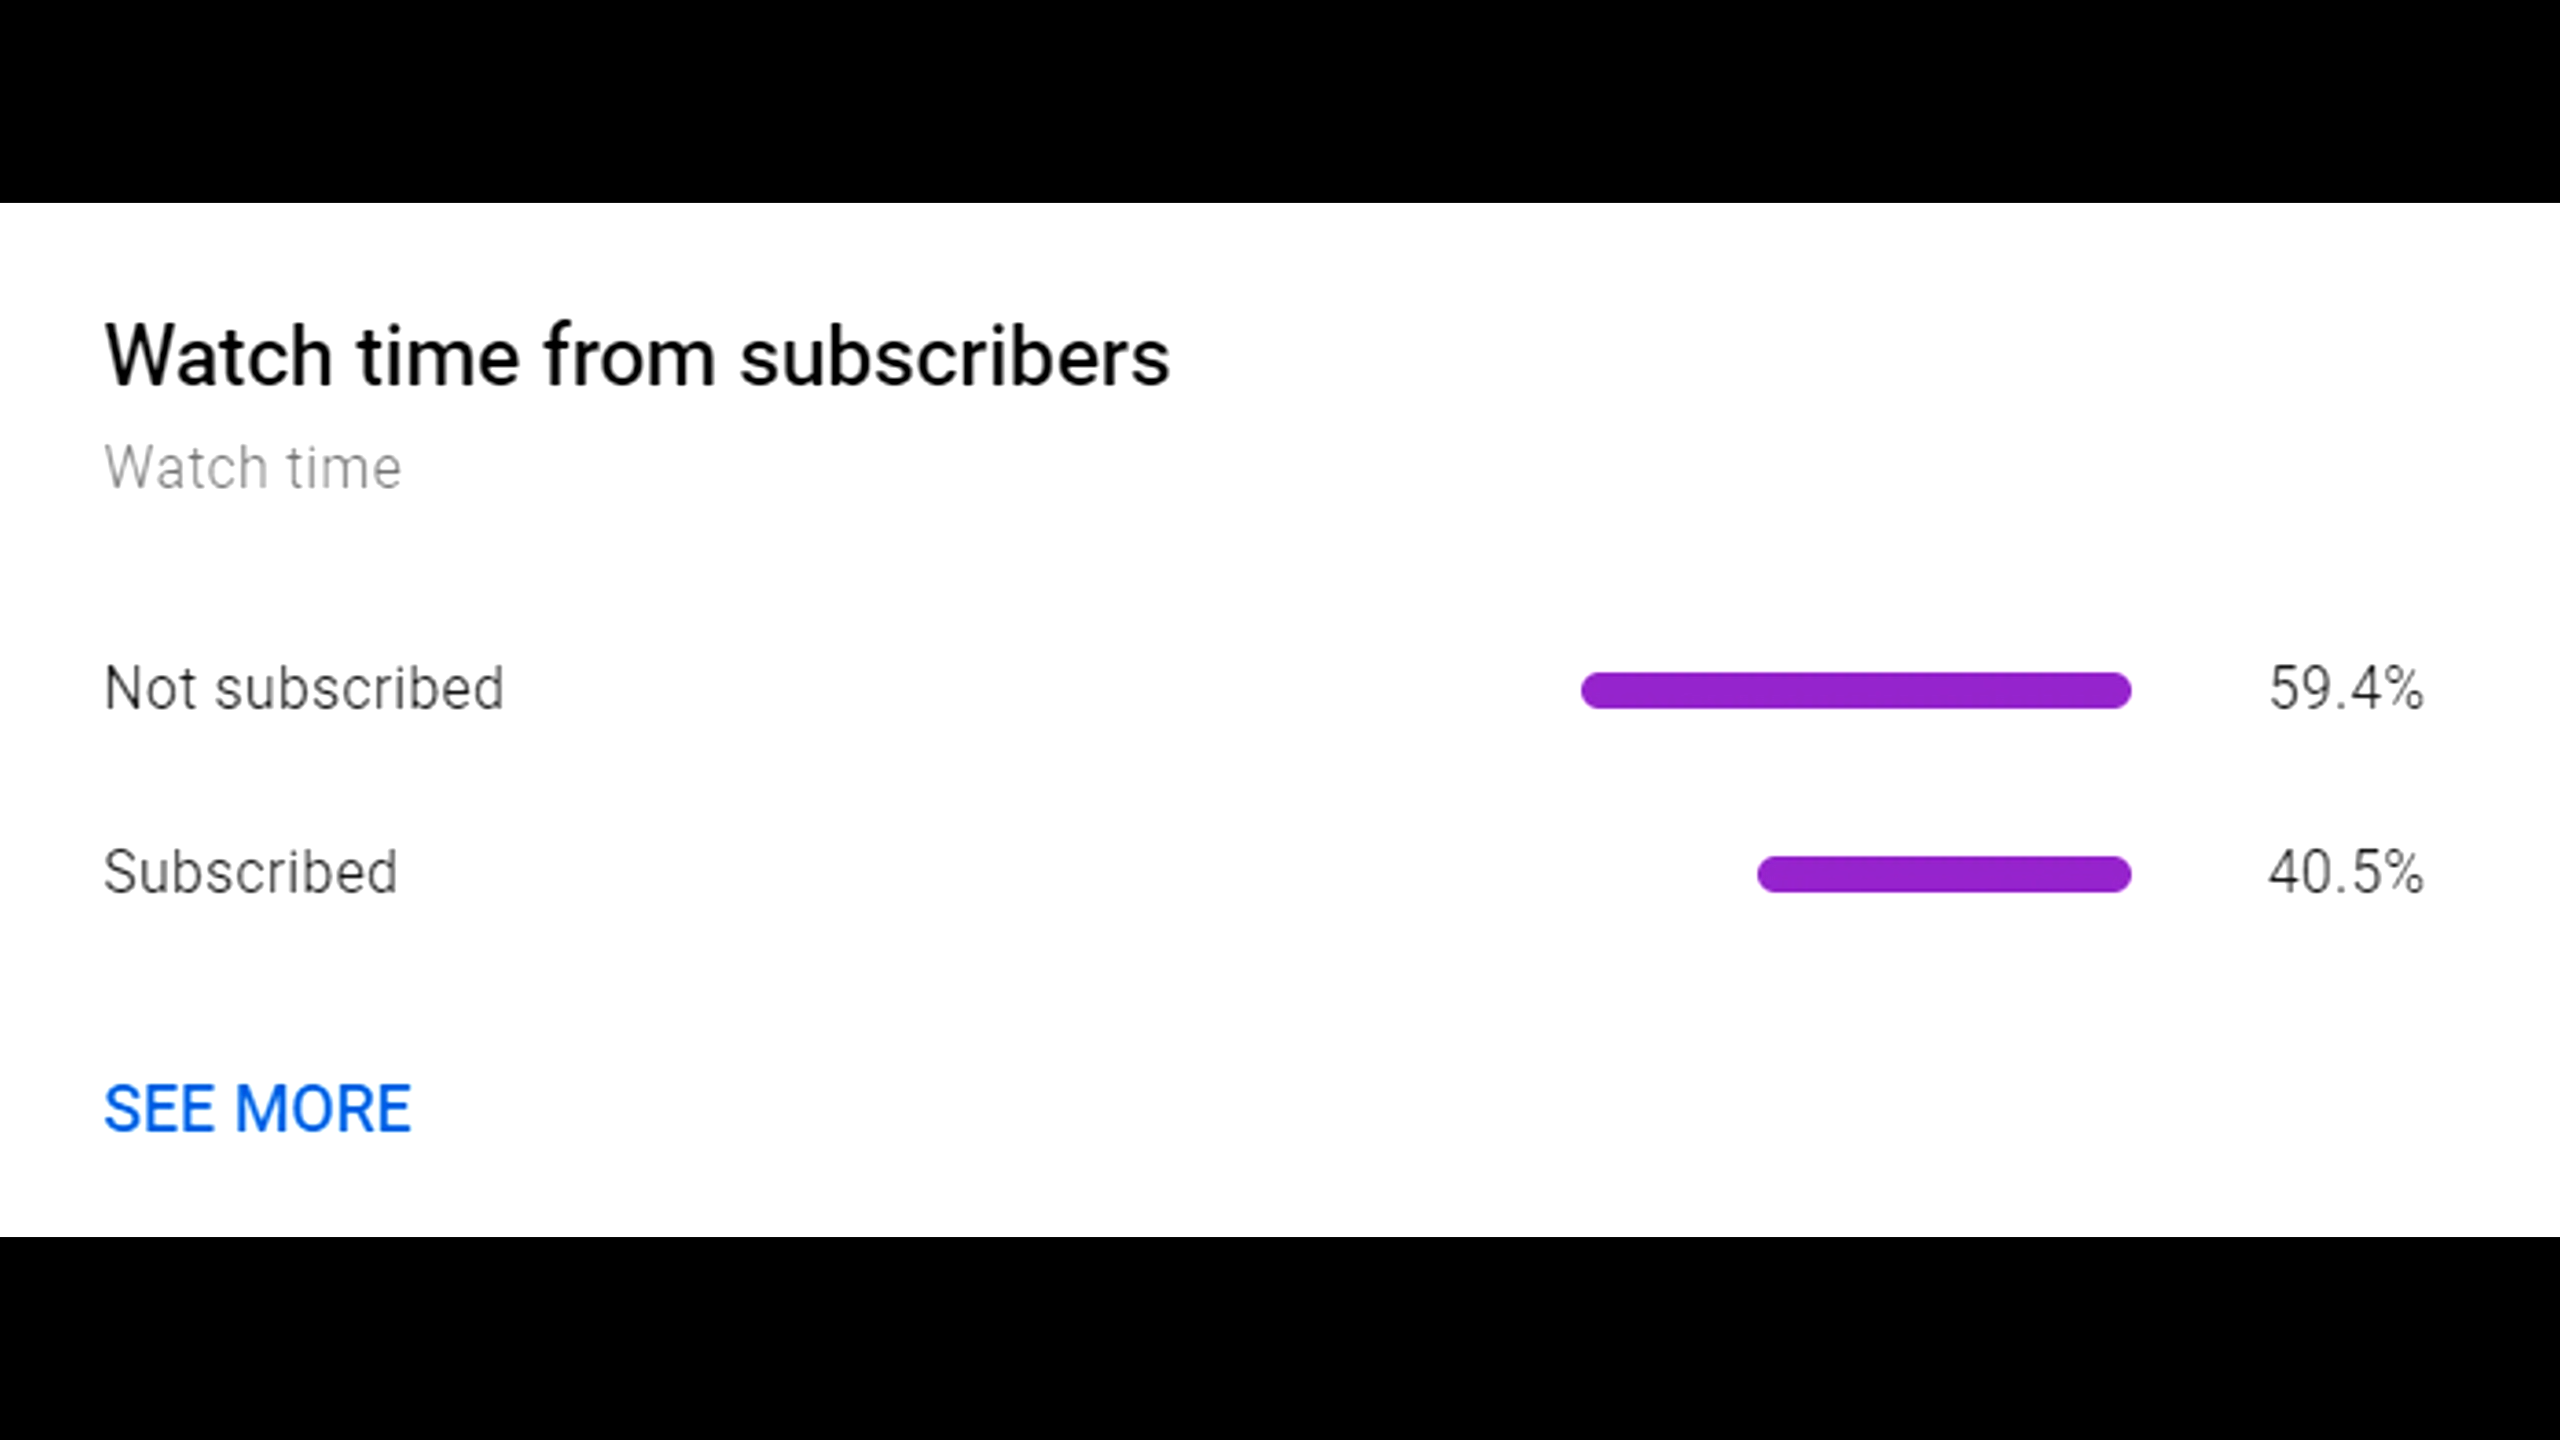 Watch time from subscribers
Watch time
Not subscribed 59.4%
Subscribed 40.5%
SEE MORE